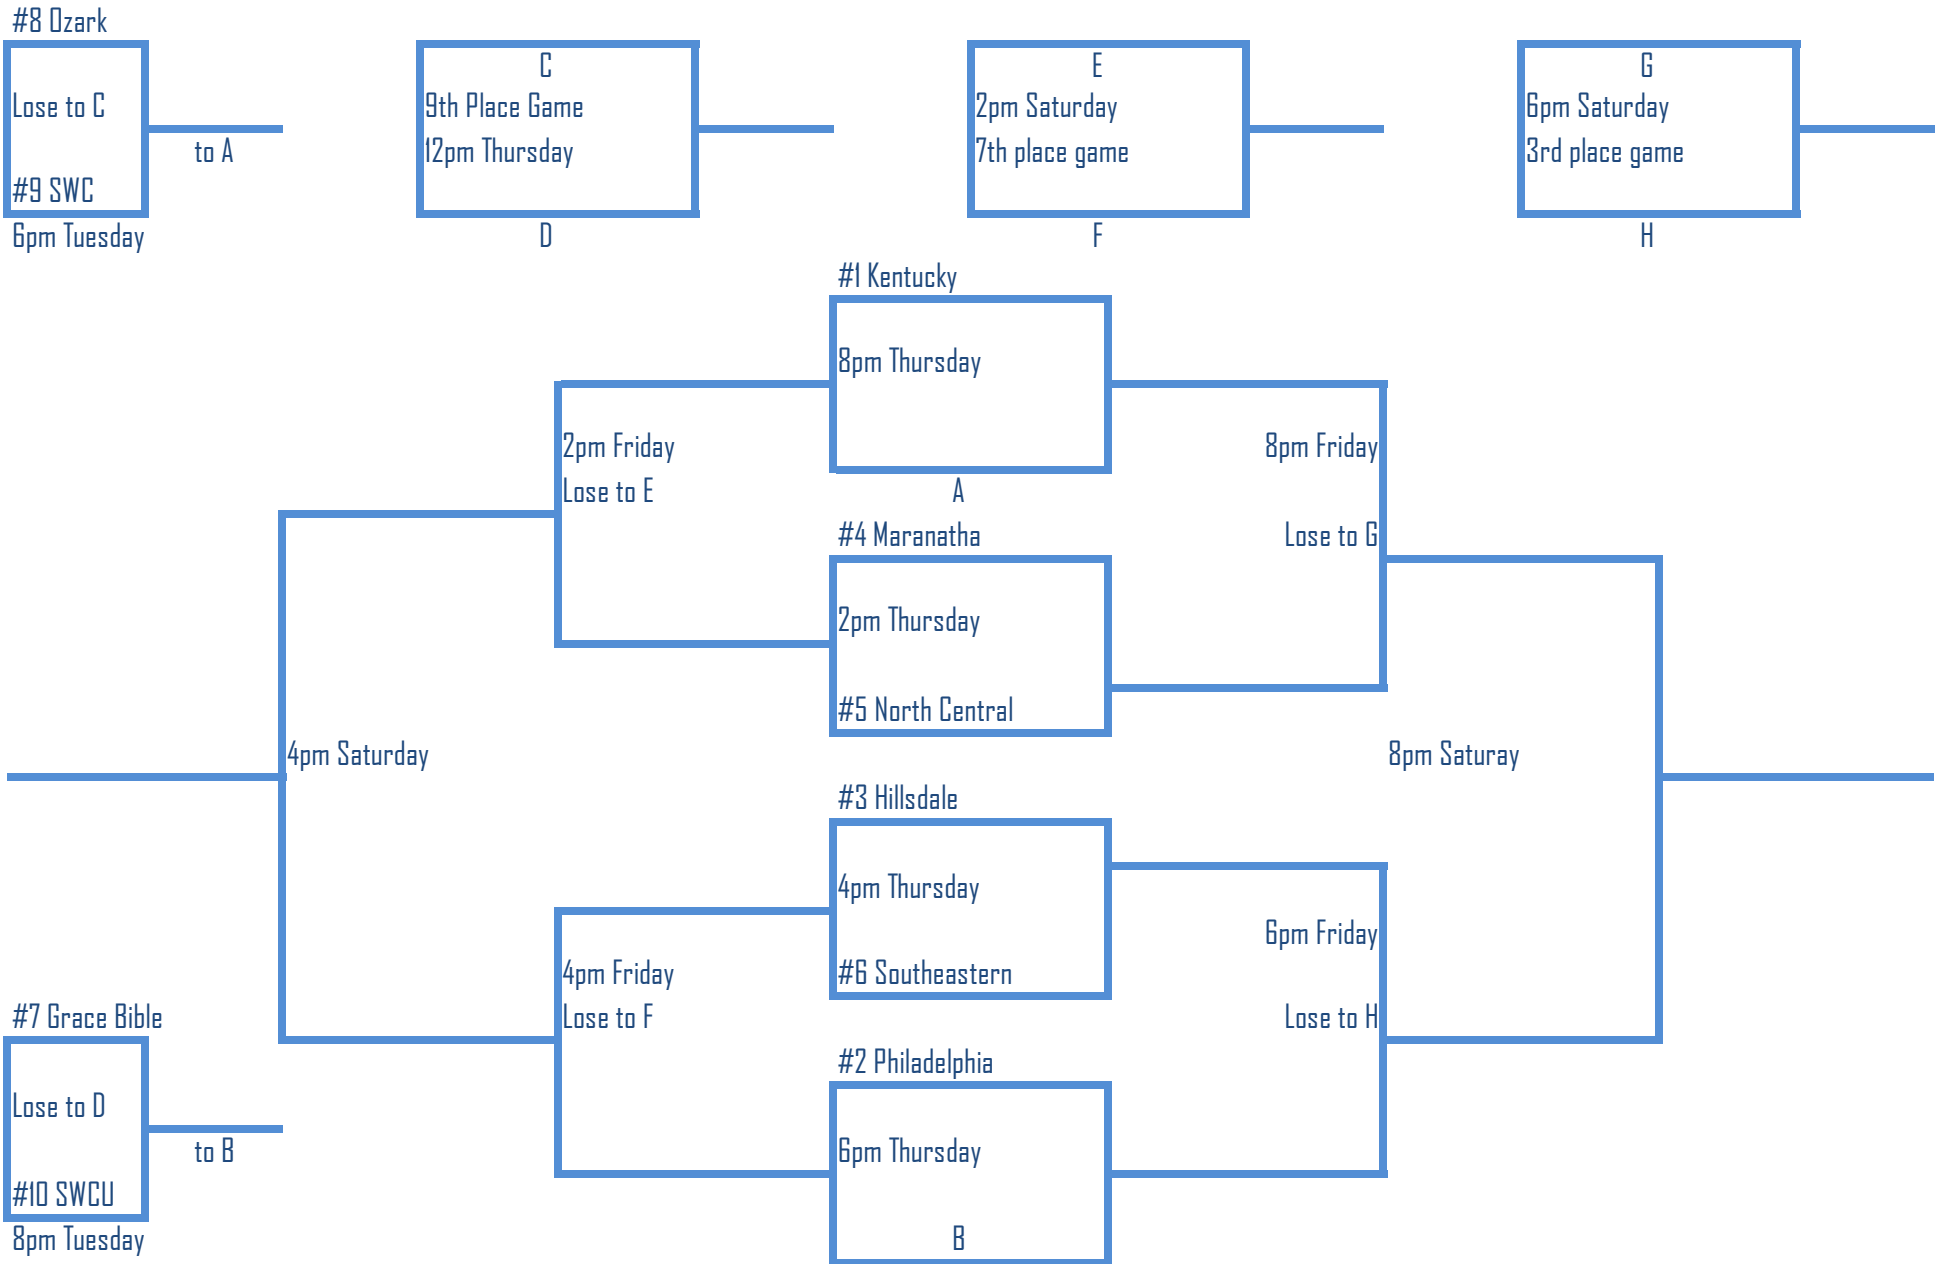 #8 Ozark
Lose to C
to A
#9 SWC
6pm Tuesday
C
9th Place Game
12pm Thursday
D
E
2pm Saturday
7th place game
F
G
6pm Saturday
3rd place game
H
#1 Kentucky
8pm Thursday
A
2pm Friday
Lose to E
8pm Friday
Lose to G
#4 Maranatha
2pm Thursday
#5 North Central
4pm Saturday
8pm Saturay
#3 Hillsdale
4pm Thursday
#6 Southeastern
4pm Friday
Lose to F
6pm Friday
Lose to H
#7 Grace Bible
Lose to D
to B
#10 SWCU
8pm Tuesday
#2 Philadelphia
6pm Thursday
B